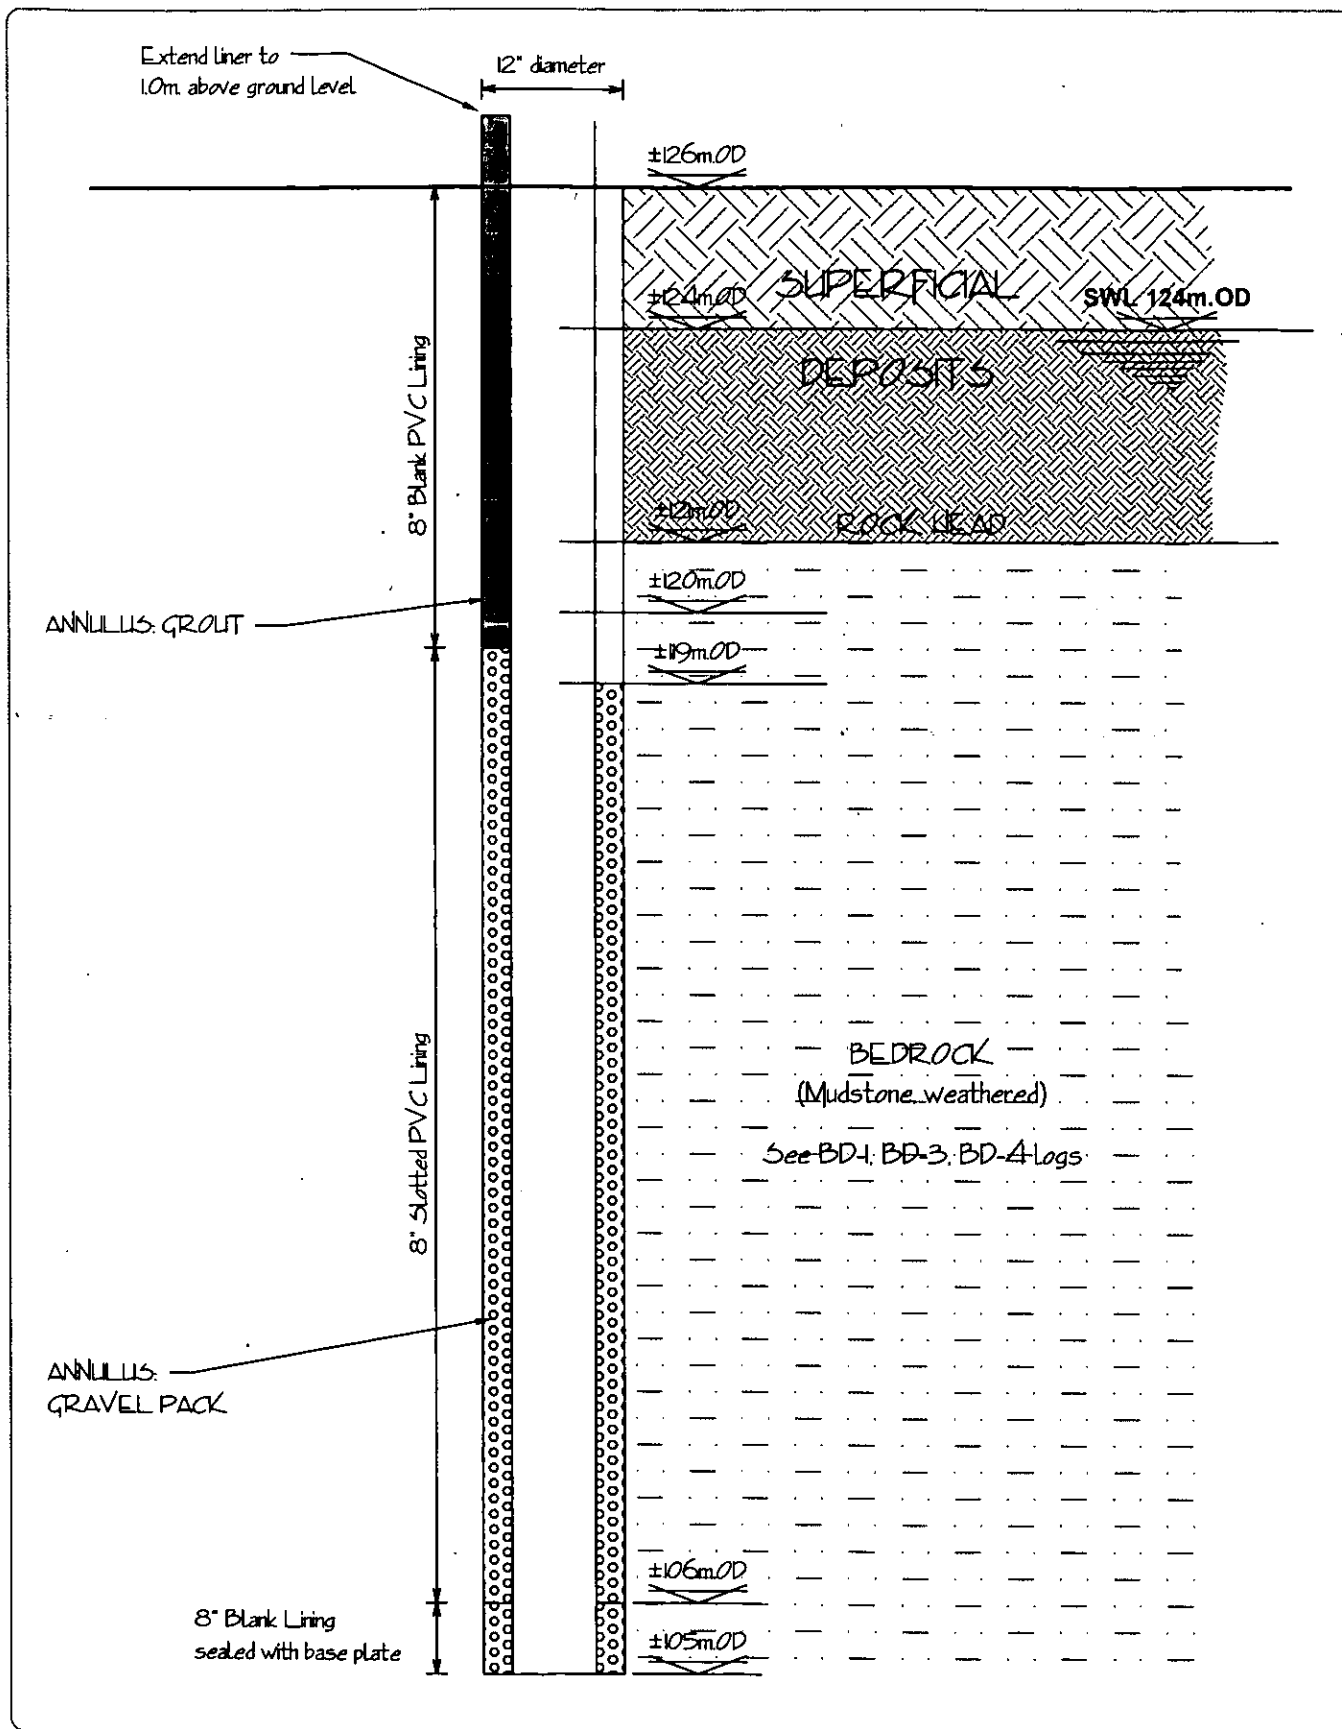 Extend liner to
1.0m. above ground level
12" diameter
±126m.OD
SUPERFICIAL
±124m.OD
SWL 124m.OD
DEPOSITS
8" Blank PVC Lining
±121m.OD
ROCK HEAD
±120m.OD
ANNULUS: GROUT
±119m.OD
8" Slotted PVC Lining
BEDROCK
(Mudstone, weathered)
See BD-1, BD-3, BD-4 Logs
ANNULUS:
GRAVEL PACK
±106m.OD
8" Blank Lining
sealed with base plate
±105m.OD